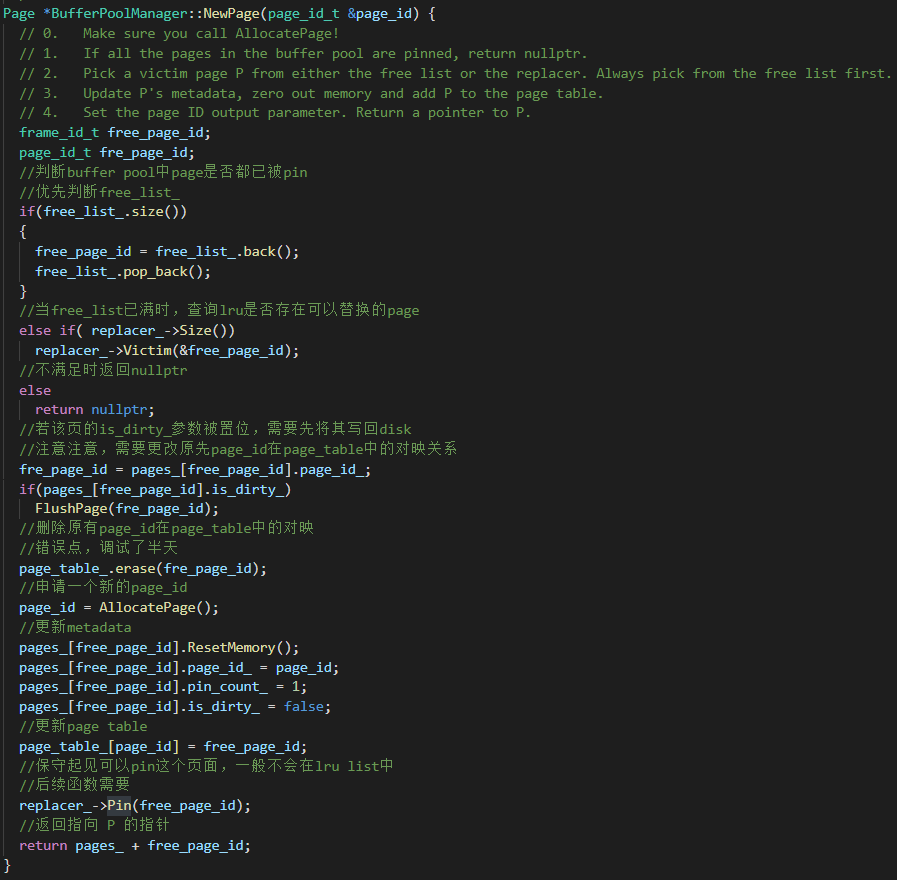 Page *BufferPoolManager::NewPage(page_id_t &page_id) {
// 0.   Make sure you call AllocatePage!
// 1.   If all the pages in the buffer pool are pinned, return nullptr.
// 2.   Pick a victim page P from either the free list or the replacer. Always pick from the free list first.
// 3.   Update P's metadata, zero out memory and add P to the page table.
// 4.   Set the page ID output parameter. Return a pointer to P.
frame_id_t free_page_id;
page_id_t fre_page_id;
//判断buffer pool中page是否都已被pin
//优先判断free_list_
if(free_list_.size())
{
free_page_id = free_list_.back();
free_list_.pop_back();
}
//当free_list已满时，查询lru是否存在可以替换的page
else if( replacer_->Size())
replacer_->Victim(&free_page_id);
//不满足时返回nullptr
else
return nullptr;
//若该页的is_dirty_参数被置位，需要先将其写回disk
//注意注意，需要更改原先page_id在page_table中的对映关系
fre_page_id = pages_[free_page_id].page_id_;
if(pages_[free_page_id].is_dirty_)
FlushPage(fre_page_id);
//删除原有page_id在page_table中的对映
//错误点，调试了半天
page_table_.erase(fre_page_id);
//申请一个新的page_id
page_id = AllocatePage();
//更新metadata
pages_[free_page_id].ResetMemory();
pages_[free_page_id].page_id_ = page_id;
pages_[free_page_id].pin_count_ = 1;
pages_[free_page_id].is_dirty_ = false;
//更新page table
page_table_[page_id] = free_page_id;
//保守起见可以pin这个页面，一般不会在lru list中
//后续函数需要
replacer_->Pin(free_page_id);
//返回指向 P 的指针
return pages_ + free_page_id;
}